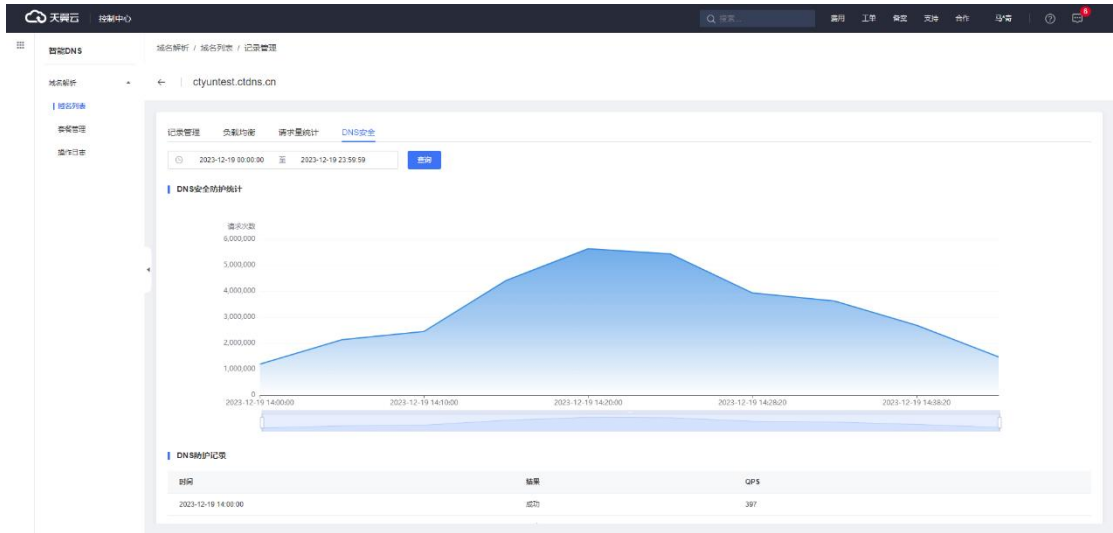 天翼云 控制中心 搜索... 费用 工单 备案 支持 合作 马*奇 6
智能DNS
域名解析 / 域名列表 / 记录管理
域名解析
← ctyuntest.ctdns.cn
域名列表
套餐管理
操作日志
记录管理 负载均衡 请求量统计 DNS安全
2023-12-19 00:00:00 至 2023-12-19 23:59:59 查询
DNS安全防护统计
请求次数
6,000,000
5,000,000
4,000,000
3,000,000
2,000,000
1,000,000
0
2023-12-19 14:00:00 2023-12-19 14:10:00 2023-12-19 14:20:00 2023-12-19 14:28:20 2023-12-19 14:38:20
DNS防护记录
时间 结果 QPS
2023-12-19 14:00:00 成功 397